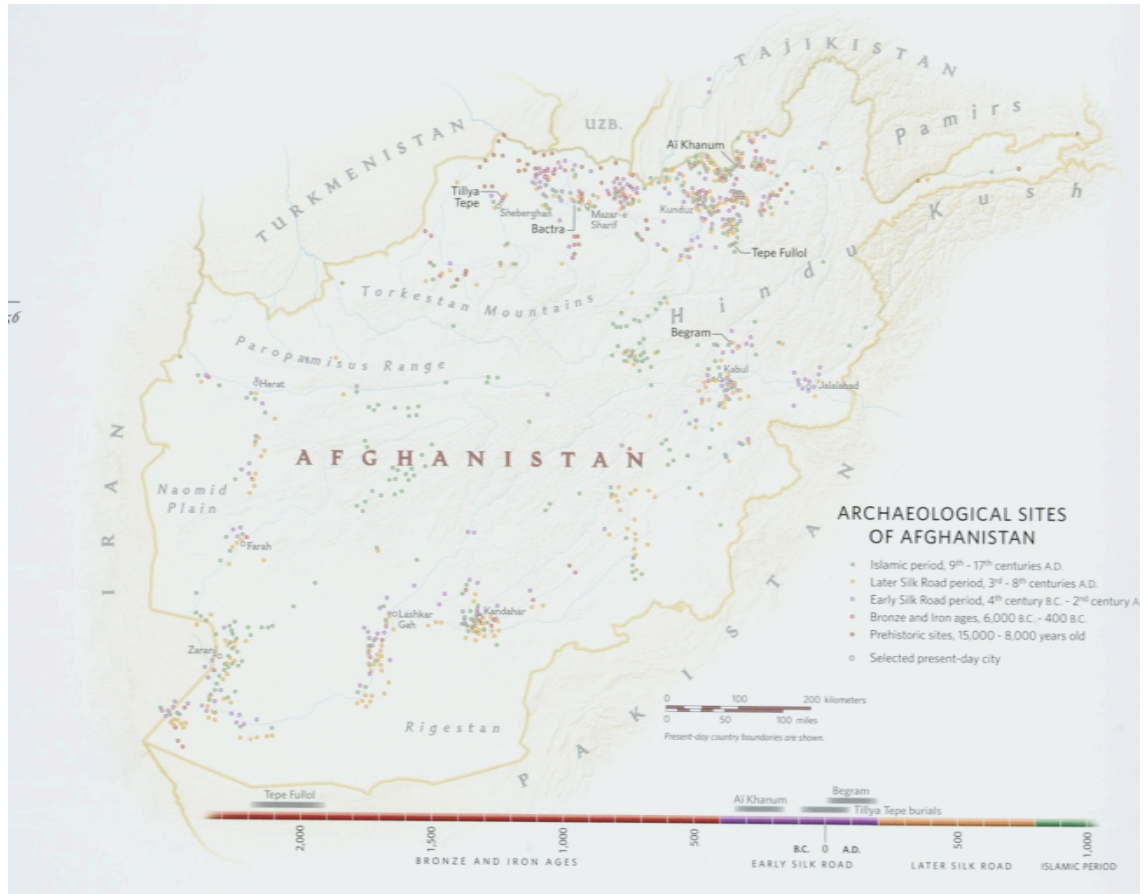 TAJIKISTAN
Pamirs
UZB.
TURKMENISTAN
Aï Khanum
Hindu Kush
Tillya
Tepe
Sheberghan
Bactra
Mazar-e
Sharif
Kunduz
Tepe Fullol
56
Torkestan Mountains
Begram
Paropamisus Range
Kabul
Herat
Jalalabad
AFGHANISTAN
IRAN
Naomid
Plain
Farah
PAKISTAN
Lashkar
Gah
Kandahar
Zaranj
Rigestan
ARCHAEOLOGICAL SITES
OF AFGHANISTAN
Islamic period, 9th - 17th centuries A.D.
Later Silk Road period, 3rd - 8th centuries A.D.
Early Silk Road period, 4th century B.C. - 2nd century A
Bronze and Iron ages, 6,000 B.C. - 400 B.C.
Prehistoric sites, 15,000 - 8,000 years old
Selected present-day city
0 100 200 kilometers
0 50 100 miles
Present-day country boundaries are shown.
Tepe Fullol
Aï Khanum
Begram
Tillya Tepe burials
2,000 1,500 1,000 500 B.C. 0 A.D. 500 1,000
BRONZE AND IRON AGES EARLY SILK ROAD LATER SILK ROAD ISLAMIC PERIOD